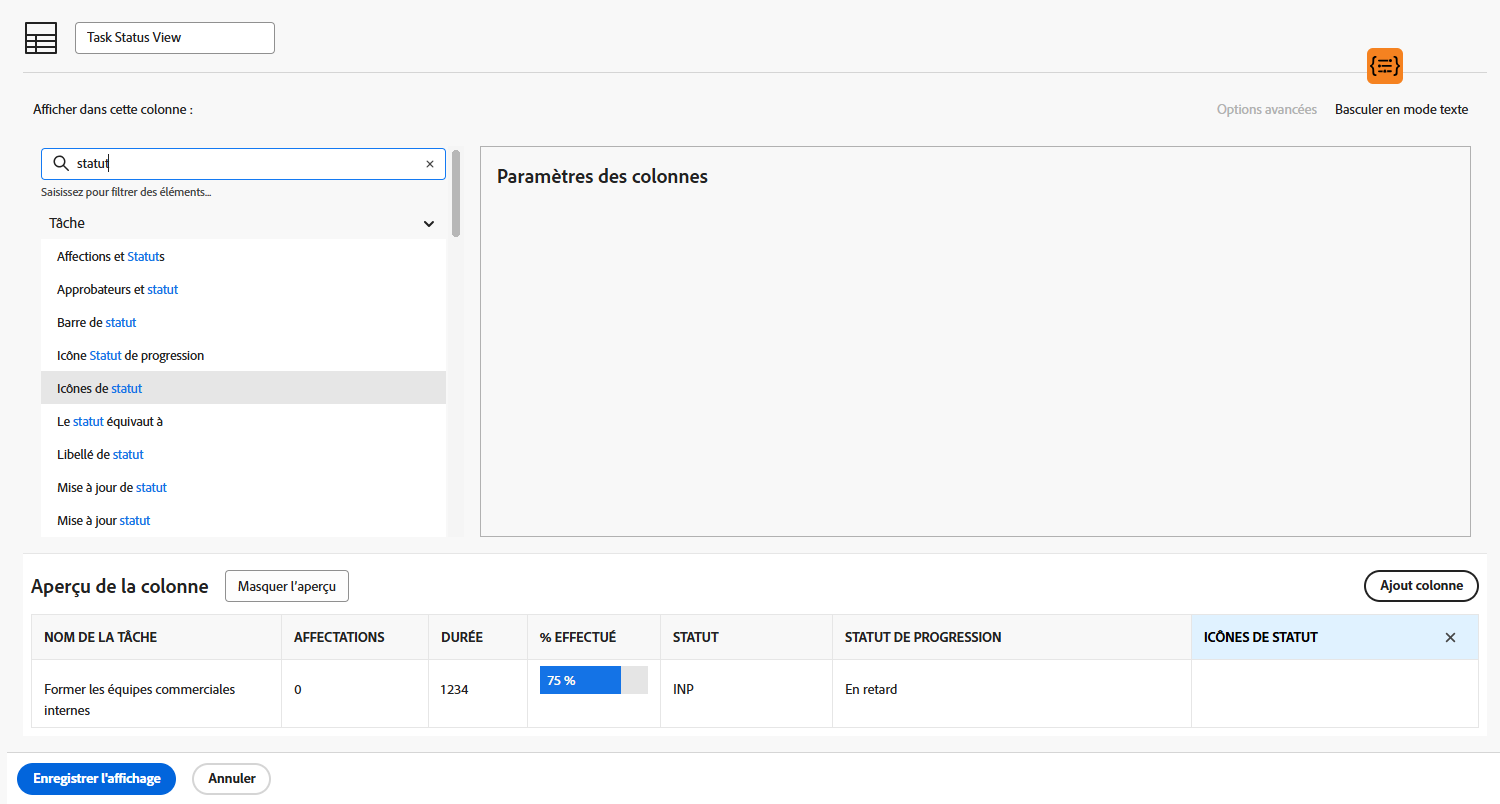 Task Status View
Afficher dans cette colonne :
Options avancées
Basculer en mode texte
statut
Saisissez pour filtrer des éléments...
Tâche
Affections et Statuts
Approbateurs et statut
Barre de statut
Icône Statut de progression
Icônes de statut
Le statut équivaut à
Libellé de statut
Mise à jour de statut
Mise à jour statut
Paramètres des colonnes
Aperçu de la colonne
Masquer l'aperçu
Ajout colonne
NOM DE LA TÂCHE
AFFECTATIONS
DURÉE
% EFFECTUÉ
STATUT
STATUT DE PROGRESSION
ICÔNES DE STATUT
Former les équipes commerciales
internes
0
1234
75 %
INP
En retard
Enregistrer l'affichage
Annuler